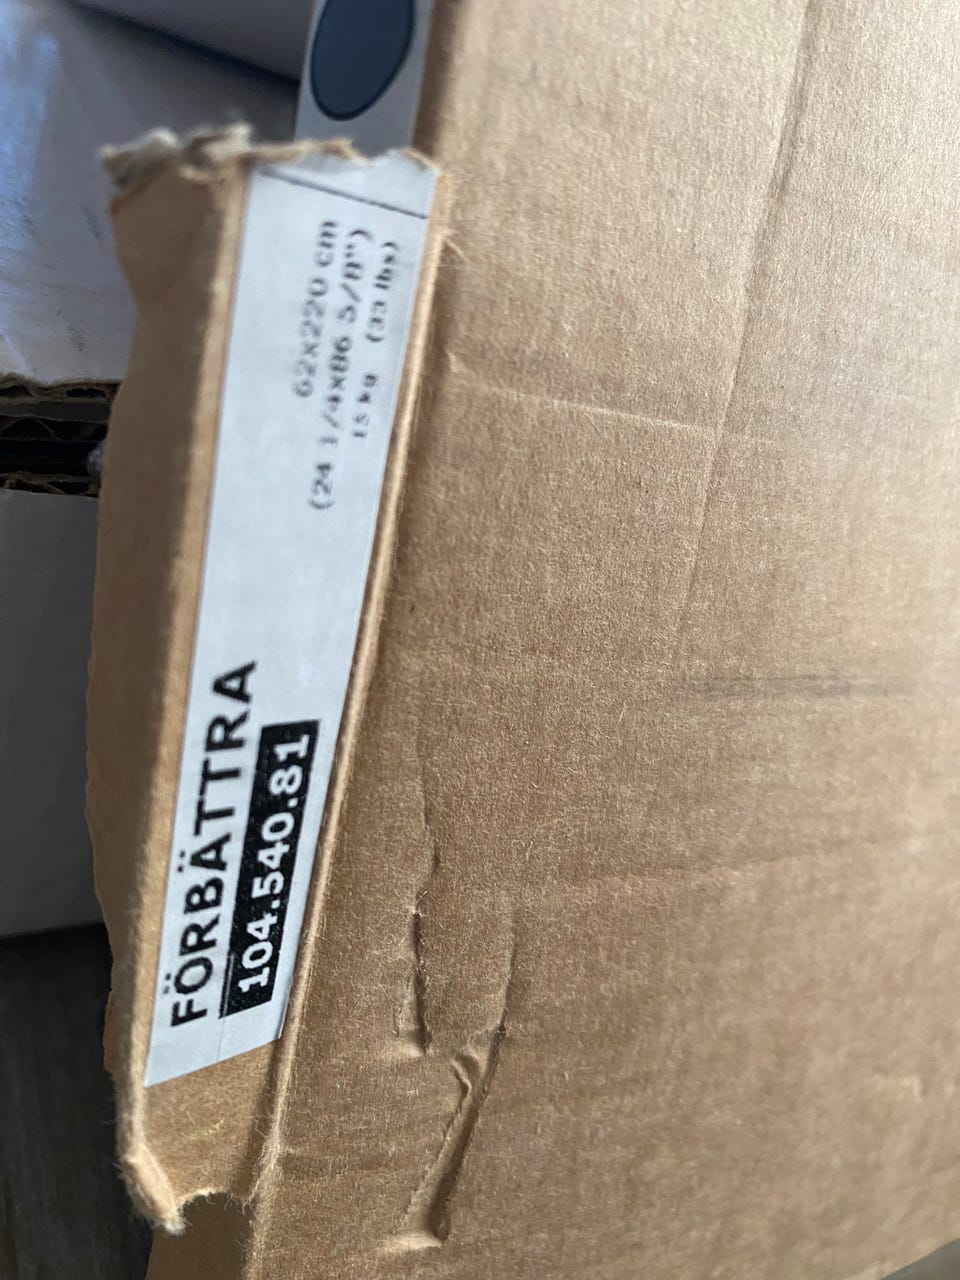 FÖRBÄTTRA
104.540.81
62x220 cm
(24 1/4x86 5/8")
15 kg (33 lbs)